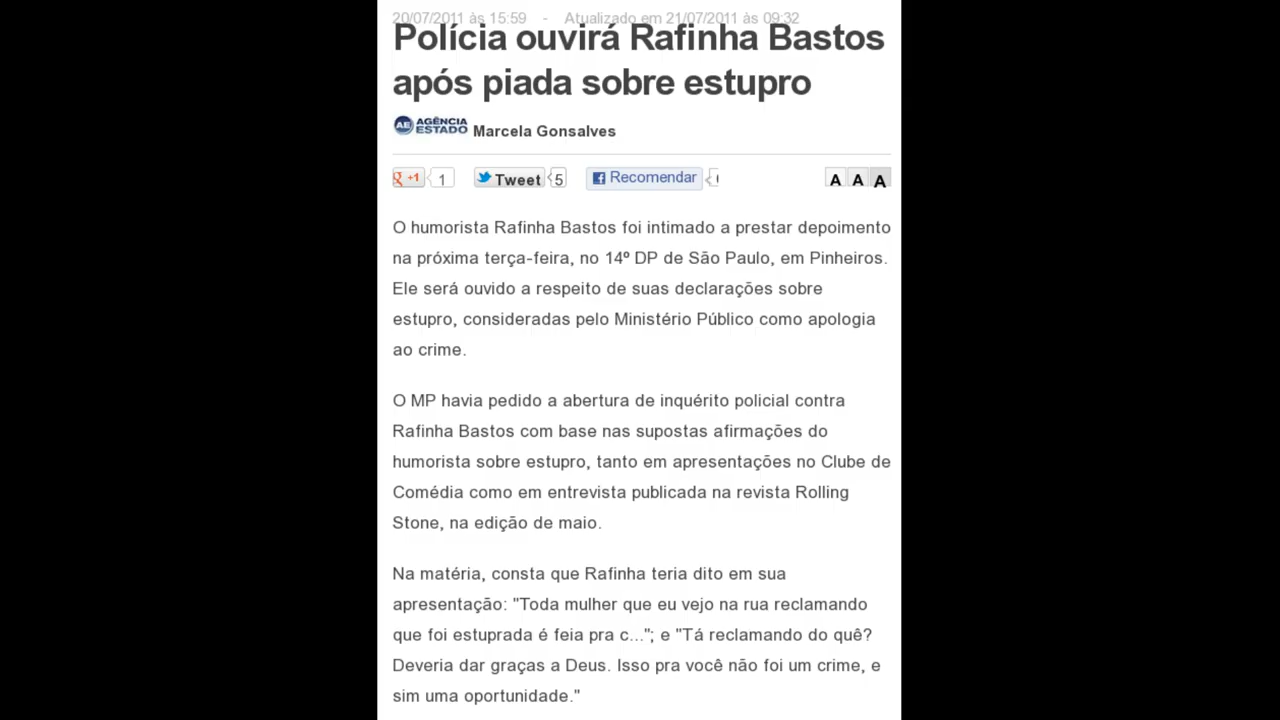 20/07/2011 às 15:59 - Atualizado em 21/07/2011 às 09:32
Polícia ouvirá Rafinha Bastos
após piada sobre estupro
AE AGÊNCIA
ESTADO Marcela Gonsalves
g +1 1 Tweet 5 Recomendar A A A
O humorista Rafinha Bastos foi intimado a prestar depoimento
na próxima terça-feira, no 14º DP de São Paulo, em Pinheiros.
Ele será ouvido a respeito de suas declarações sobre
estupro, consideradas pelo Ministério Público como apologia
ao crime.
O MP havia pedido a abertura de inquérito policial contra
Rafinha Bastos com base nas supostas afirmações do
humorista sobre estupro, tanto em apresentações no Clube de
Comédia como em entrevista publicada na revista Rolling
Stone, na edição de maio.
Na matéria, consta que Rafinha teria dito em sua
apresentação: "Toda mulher que eu vejo na rua reclamando
que foi estuprada é feia pra c..."; e "Tá reclamando do quê?
Deveria dar graças a Deus. Isso pra você não foi um crime, e
sim uma oportunidade."